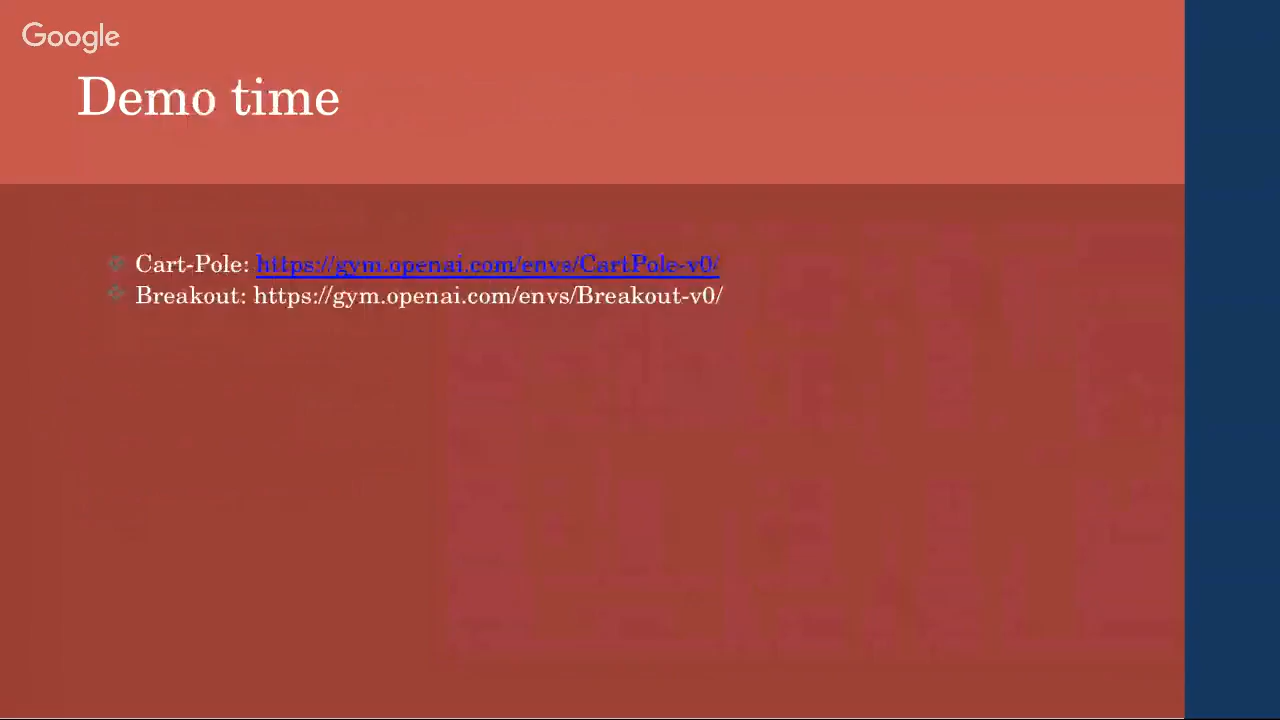 Google
Demo time
Cart-Pole: https://gym.openai.com/envs/CartPole-v0/
Breakout: https://gym.openai.com/envs/Breakout-v0/